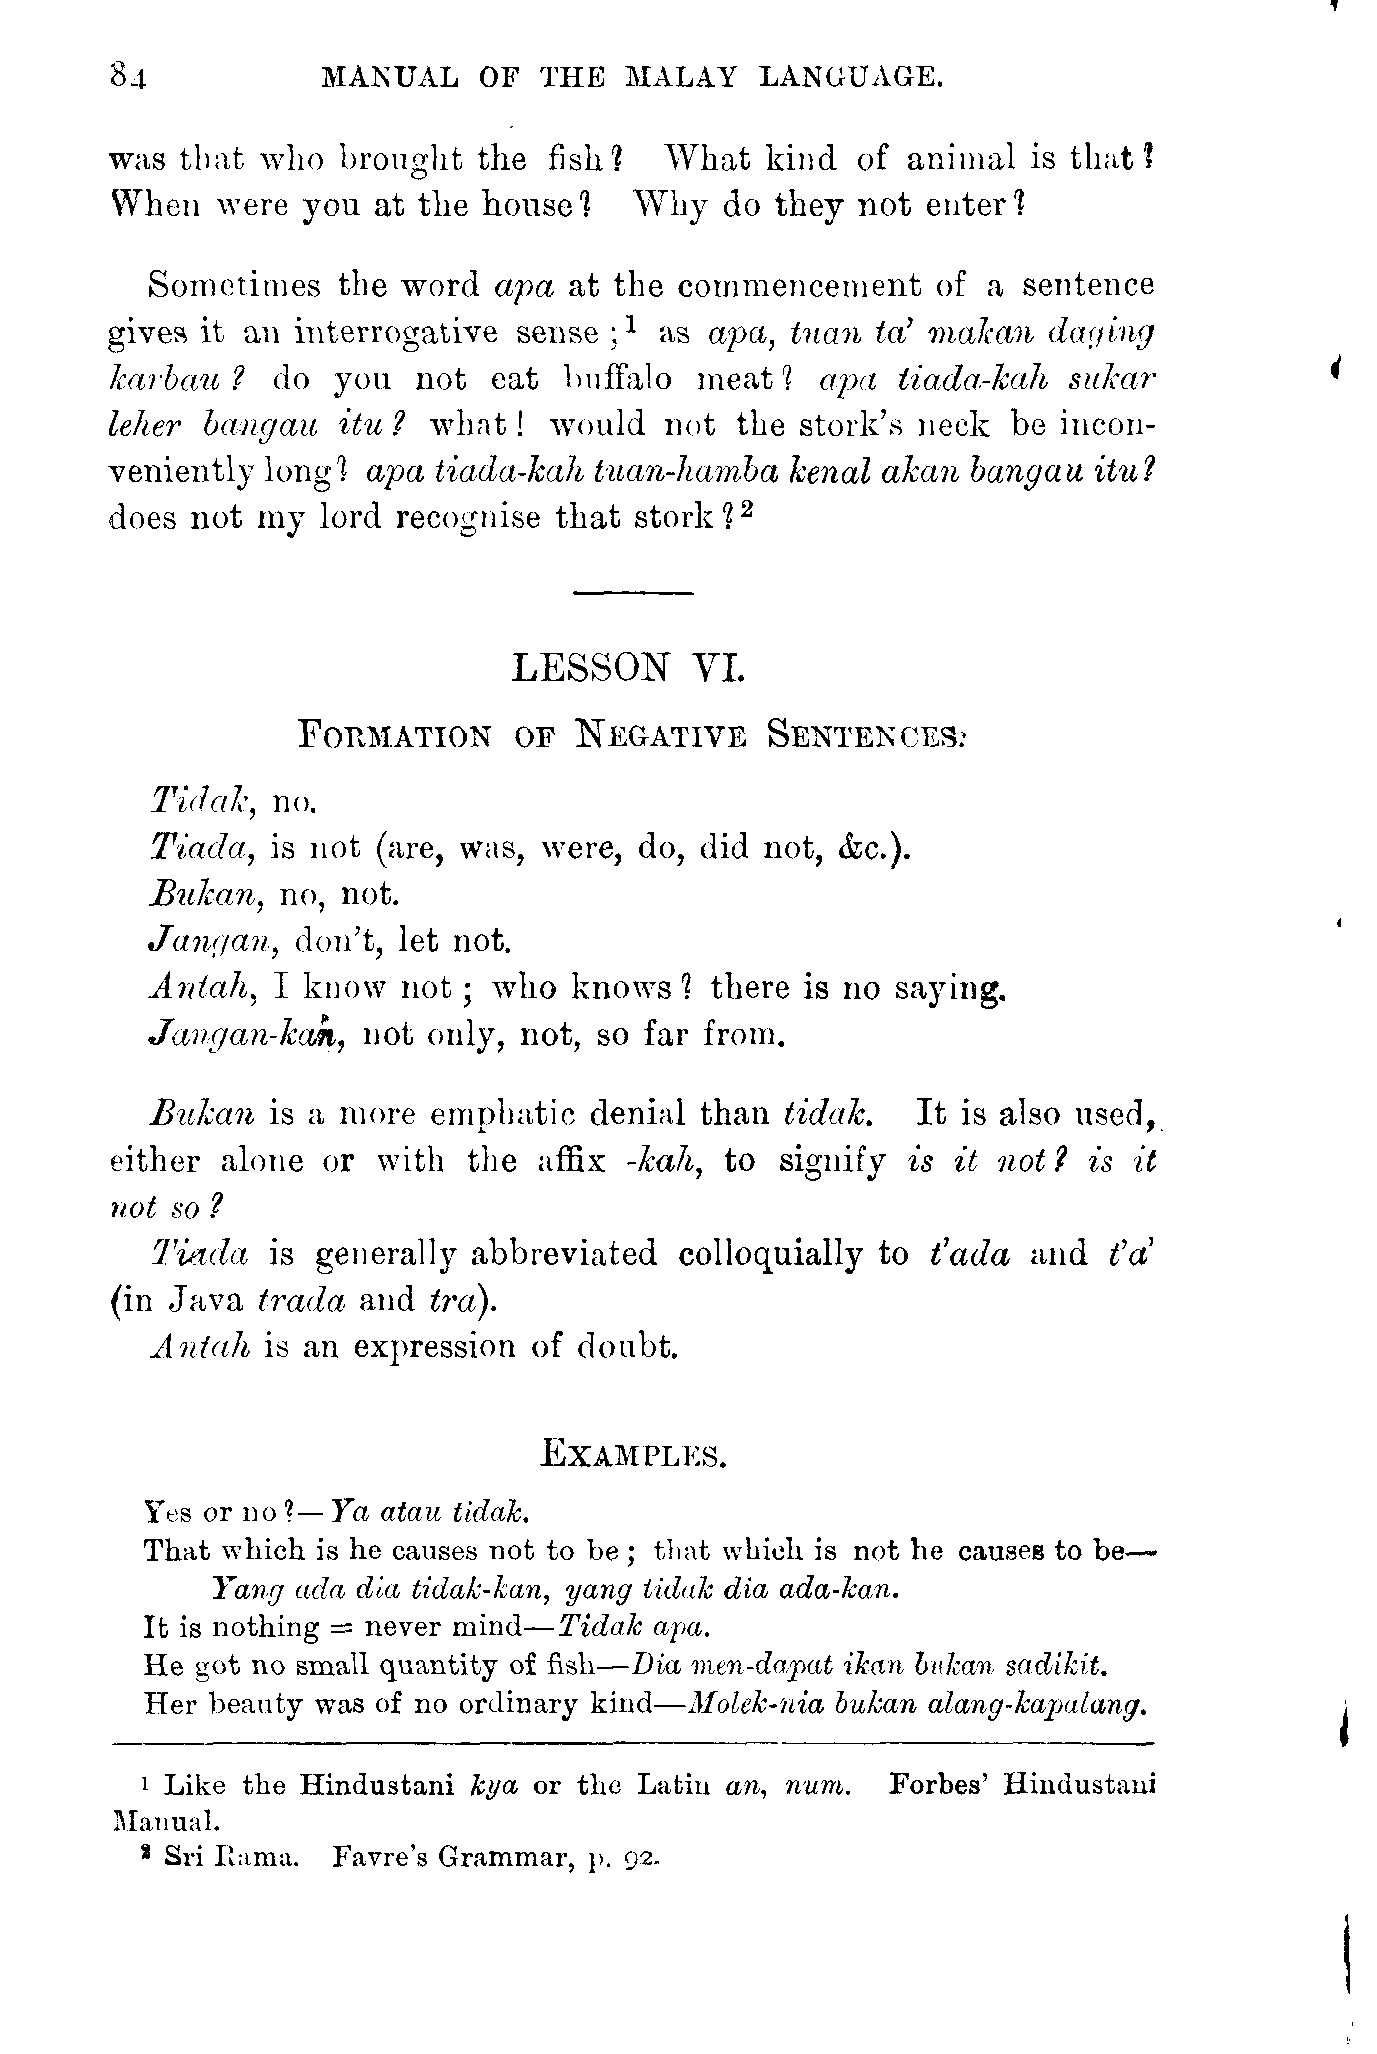 84 MANUAL OF THE MALAY LANGUAGE.
was that who brought the fish? What kind of animal is that?
When were you at the house? Why do they not enter?
Sometimes the word apa at the commencement of a sentence
gives it an interrogative sense;¹ as apa, tuan ta' makan daging
karbau? do you not eat buffalo meat? apa tiada-kah sukar
leher bangau itu? what! would not the stork's neck be incon-
veniently long? apa tiada-kah tuan-hamba kenal akan bangau itu?
does not my lord recognise that stork?²
LESSON VI.
FORMATION OF NEGATIVE SENTENCES.
Tidak, no.
Tiada, is not (are, was, were, do, did not, &c.).
Bukan, no, not.
Jangan, don't, let not.
Antah, I know not; who knows? there is no saying.
Jangan-kan, not only, not, so far from.
Bukan is a more emphatic denial than tidak. It is also used,
either alone or with the affix -kah, to signify is it not? is it
not so?
Tiada is generally abbreviated colloquially to t'ada and t'a'
(in Java trada and tra).
Antah is an expression of doubt.
EXAMPLES.
Yes or no?—Ya atau tidak.
That which is he causes not to be; that which is not he causes to be—
Yang ada dia tidak-kan, yang tidak dia ada-kan.
It is nothing = never mind—Tidak apa.
He got no small quantity of fish—Dia men-dapat ikan bukan sadikit.
Her beauty was of no ordinary kind—Molek-nia bukan alang-kapalang.
¹ Like the Hindustani kya or the Latin an, num. Forbes' Hindustani
Manual.
² Sri Rama. Favre's Grammar, p. 92.